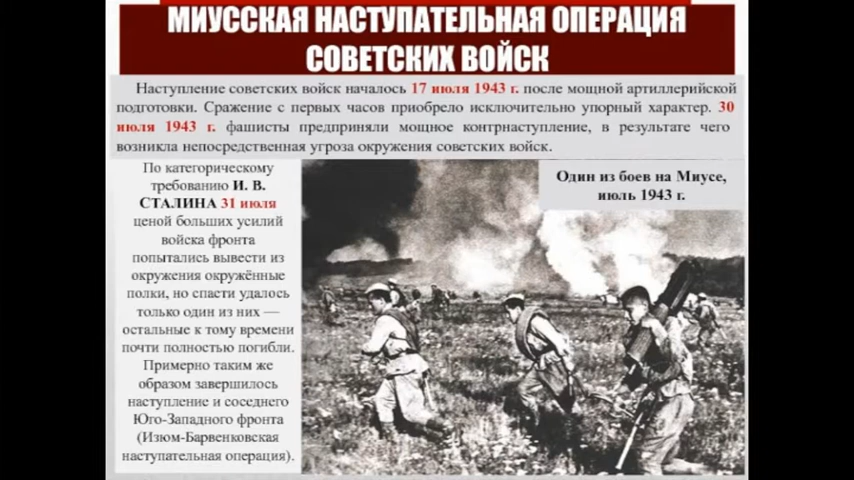 МИУССКАЯ НАСТУПАТЕЛЬНАЯ ОПЕРАЦИЯ
СОВЕТСКИХ ВОЙСК
Наступление советских войск началось 17 июля 1943 г. после мощной артиллерийской
подготовки. Сражение с первых часов приобрело исключительно упорный характер. 30
июля 1943 г. фашисты предприняли мощное контрнаступление, в результате чего
возникла непосредственная угроза окружения советских войск.
По категорическому
требованию И. В.
СТАЛИНА 31 июля
ценой больших усилий
войска фронта
попытались вывести из
окружения окружённые
полки, но спасти удалось
только один из них —
остальные к тому времени
почти полностью погибли.
Примерно таким же
образом завершилось
наступление и соседнего
Юго-Западного фронта
(Изюм-Барвенковская
наступательная операция).
Один из боев на Миусе,
июль 1943 г.